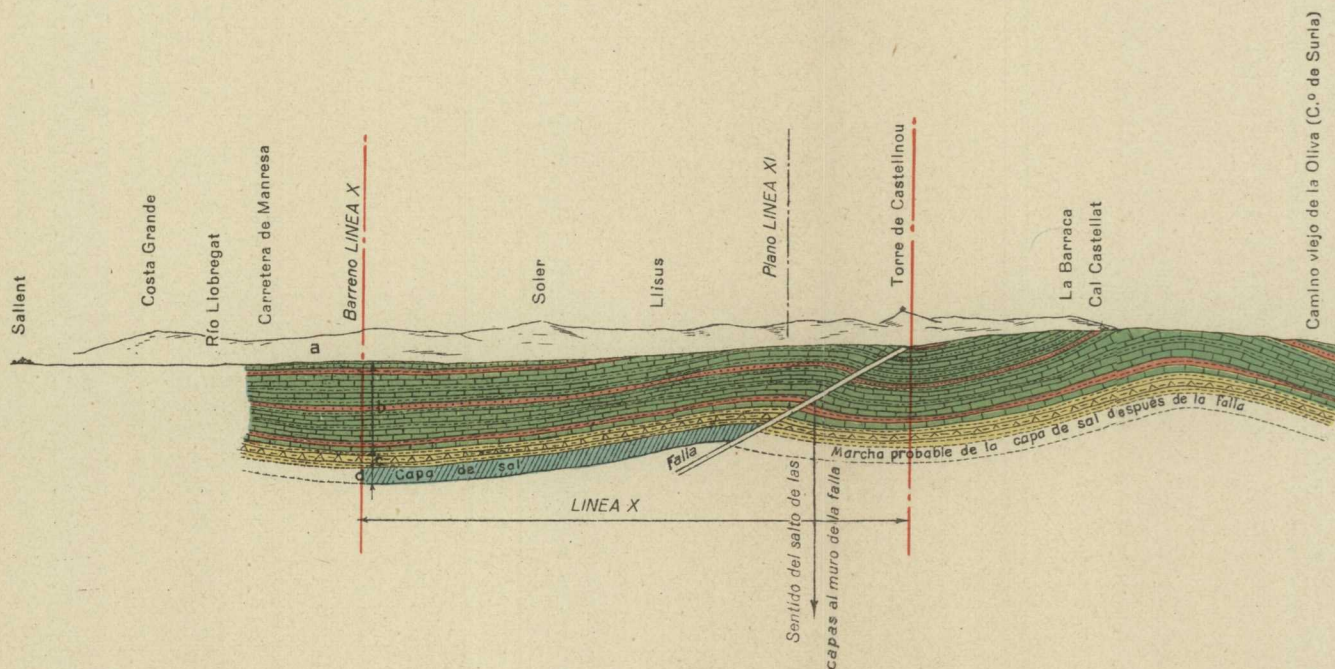 Sallent
Costa Grande
Río Llobregat
Carretera de Manresa
Barreno LINEA X
Soler
Llisus
Plano LINEA XI
Torre de Castellnou
La Barraca
Cal Castellat
Camino viejo de la Oliva (C.º de Suria)
a
b
c
d
Capa de sal
Falla
Marcha probable de la capa de sal después de la Falla
LINEA X
Sentido del salto de las
capas al muro de la falla